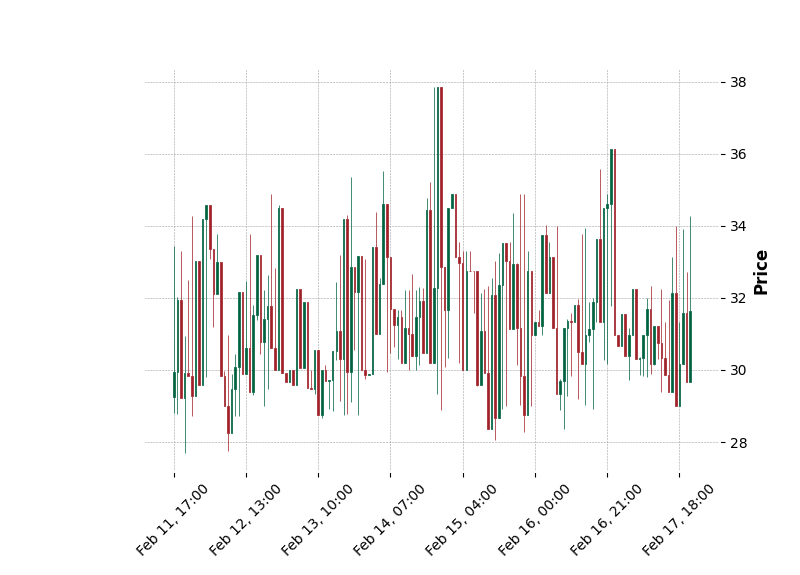 38
36
34
32
30
28
Price
Feb 11, 17:00
Feb 12, 13:00
Feb 13, 10:00
Feb 14, 07:00
Feb 15, 04:00
Feb 16, 00:00
Feb 16, 21:00
Feb 17, 18:00